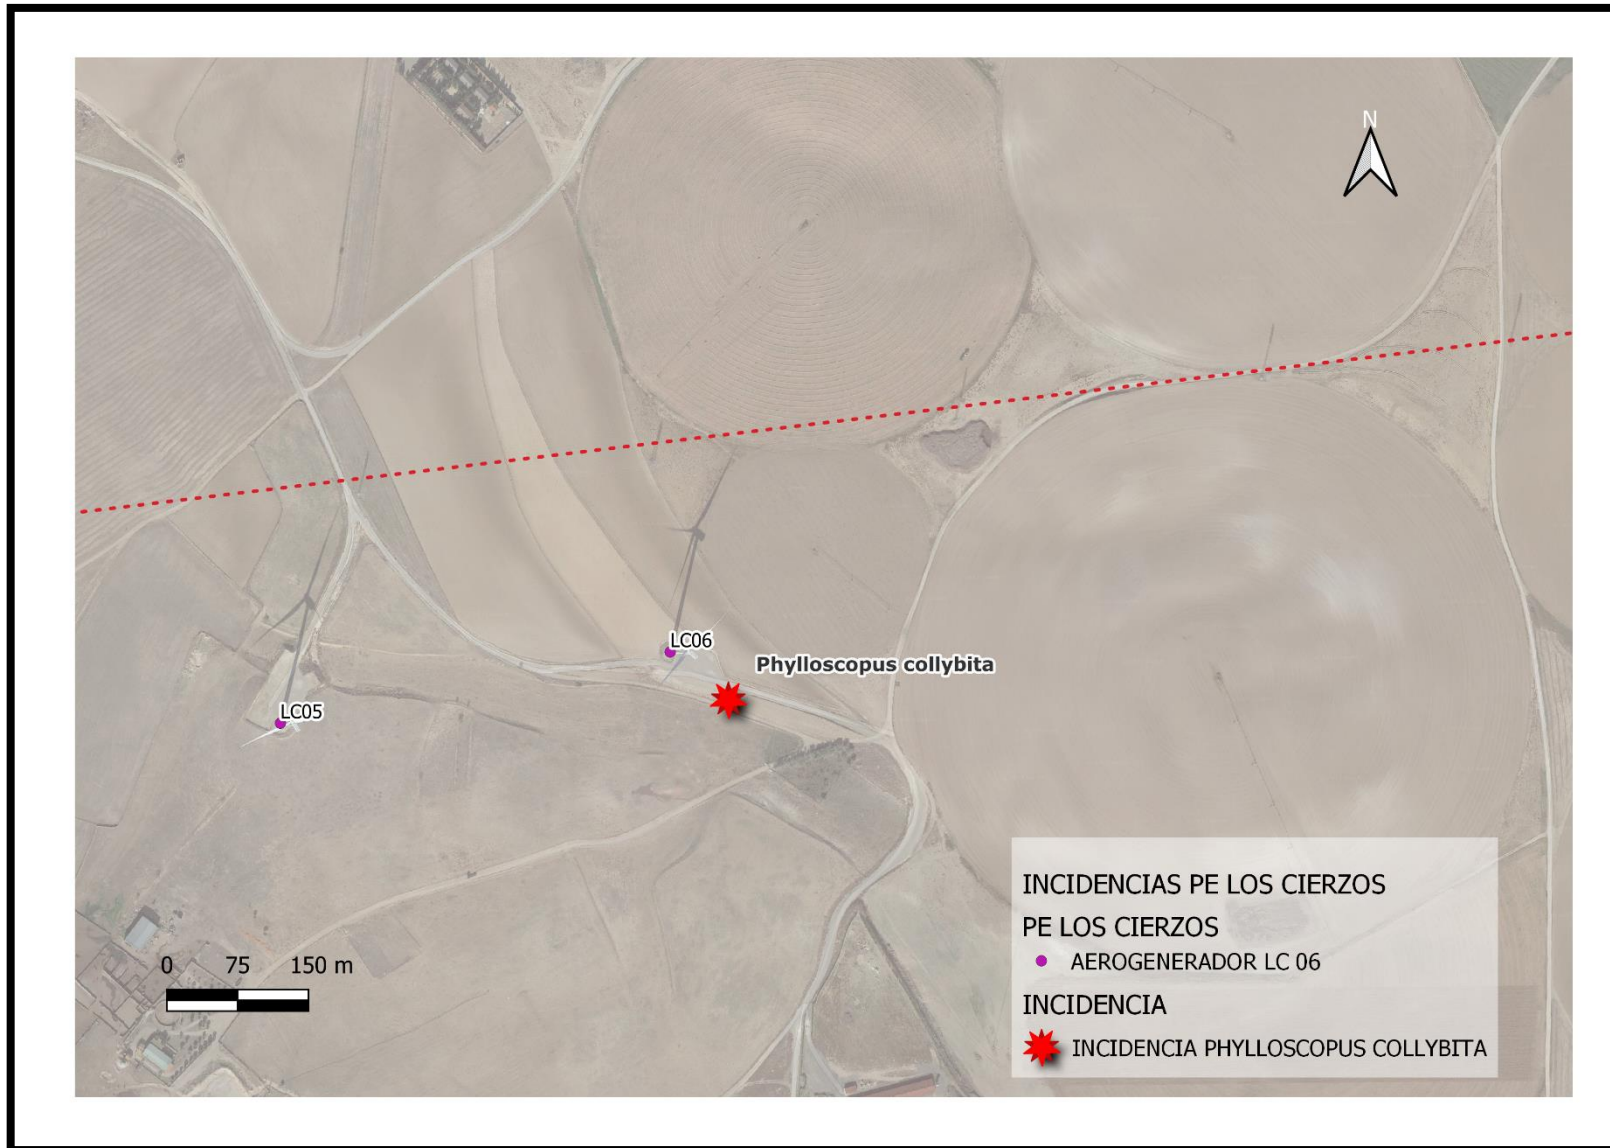 N
LC06
Phylloscopus collybita
LC05
0 75 150 m
INCIDENCIAS PE LOS CIERZOS
PE LOS CIERZOS
AEROGENERADOR LC 06
INCIDENCIA
INCIDENCIA PHYLLOSCOPUS COLLYBITA